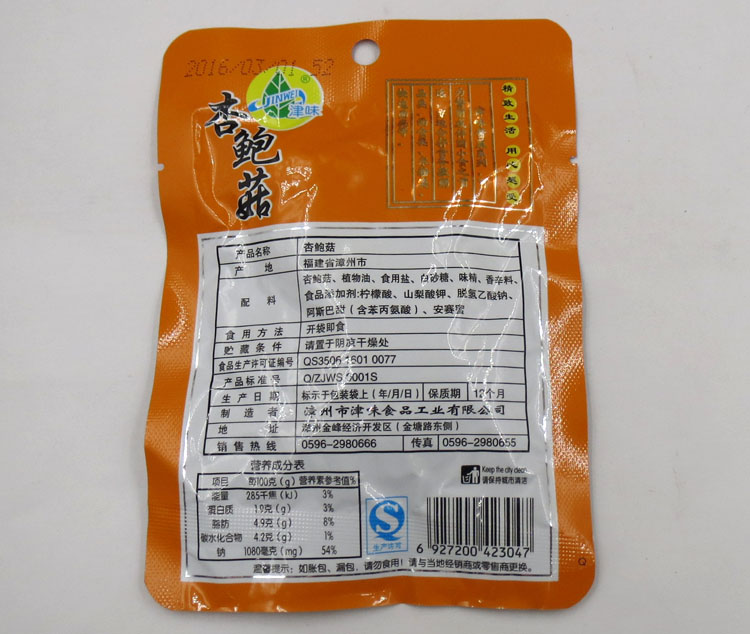 2016/03/01 52
JINWEI
津味
®
杏鲍菇
精致生活 用心感受
产品名称 杏鲍菇
产 地 福建省漳州市
配 料 杏鲍菇、植物油、食用盐、白砂糖、味精、香辛料、
食品添加剂:柠檬酸、山梨酸钾、脱氢乙酸钠、
阿斯巴甜（含苯丙氨酸）、安赛蜜
食用方法 开袋即食
贮藏条件 请置于阴凉干燥处
食品生产许可证编号 QS3506 1601 0077
产品标准号 Q/ZJWS 0001S
生产日期 标示于包装袋上（年/月/日） 保质期 12个月
制造者 漳州市津味食品工业有限公司
地 址 漳州金峰经济开发区（金塘路东侧）
销售热线 0596-2980666 传真 0596-2980655
营养成分表
项目 每100克（g） 营养素参考值%
能量 285千焦（kJ） 3%
蛋白质 1.9克（g） 3%
脂肪 4.9克（g） 8%
碳水化合物 4.2克（g） 1%
钠 1080毫克（mg） 54%
Keep the city clean
请保持城市清洁
生产许可
6 927200 423047
温馨提示：如胀包、漏包，请勿食用！请与当地经销商或零售商更换。